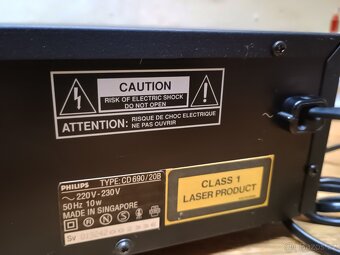 CAUTION
RISK OF ELECTRIC SHOCK
DO NOT OPEN
ATTENTION: RISQUE DE CHOC ELECTRIQUE
NE PAS OUVRIR
PHILIPS TYPE: CD 690/20B
~ 220V - 230V
50Hz 10W
MADE IN SINGAPORE
CLASS 1
LASER PRODUCT